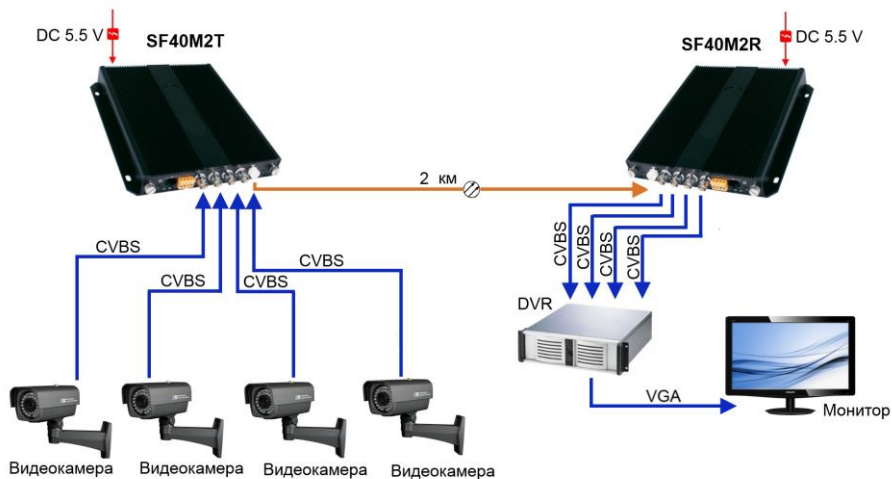 DC 5.5 V
SF40M2T
SF40M2R
DC 5.5 V
2 км
CVBS
CVBS
CVBS
CVBS
CVBS
CVBS
CVBS
CVBS
DVR
VGA
Монитор
Видеокамера
Видеокамера
Видеокамера
Видеокамера